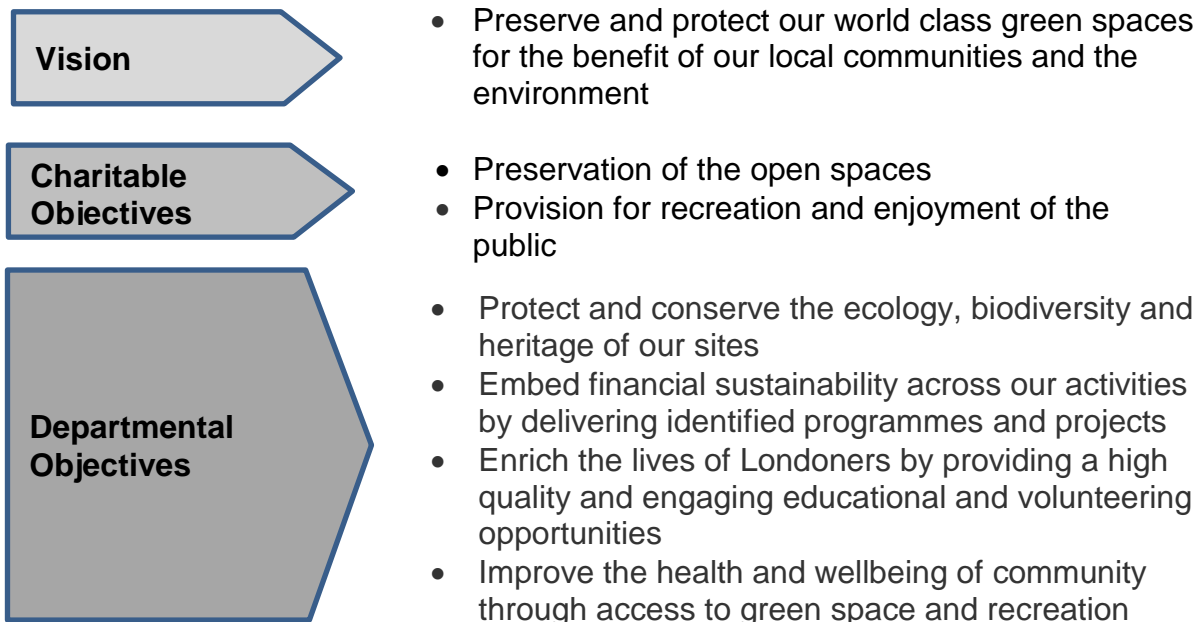 Vision
• Preserve and protect our world class green spaces
for the benefit of our local communities and the
environment
Charitable
Objectives
• Preservation of the open spaces
• Provision for recreation and enjoyment of the
public
Departmental
Objectives
• Protect and conserve the ecology, biodiversity and
heritage of our sites
• Embed financial sustainability across our activities
by delivering identified programmes and projects
• Enrich the lives of Londoners by providing a high
quality and engaging educational and volunteering
opportunities
• Improve the health and wellbeing of community
through access to green space and recreation